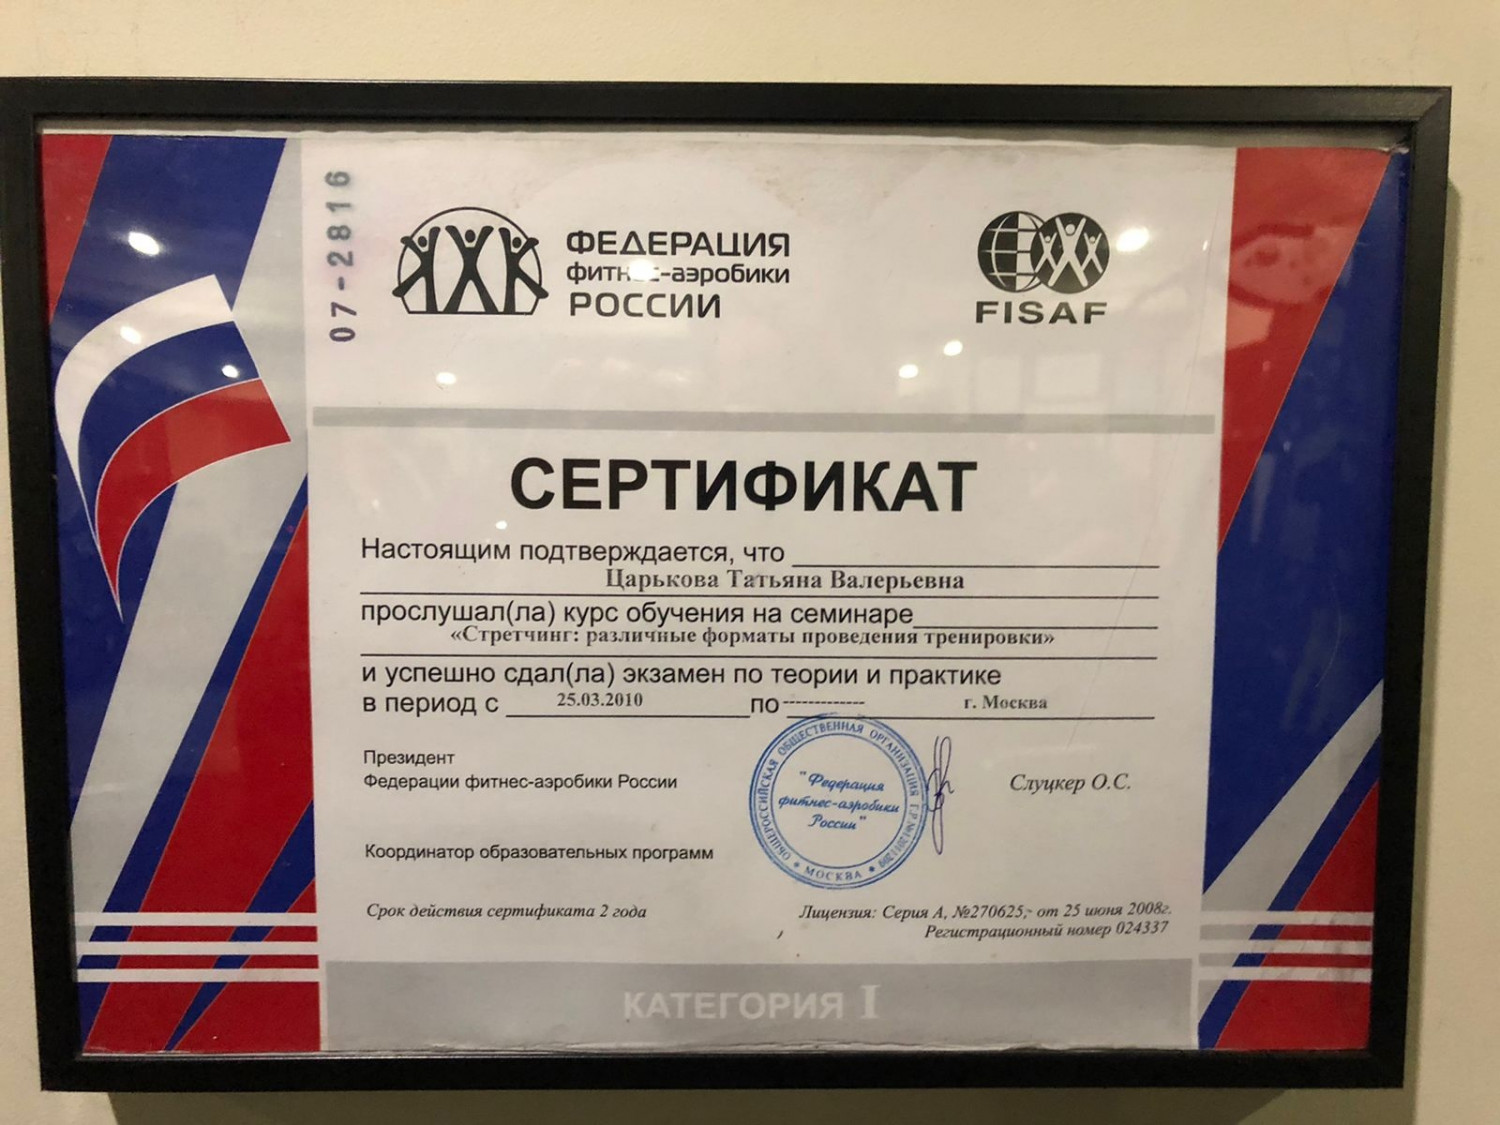 07-2816
ФЕДЕРАЦИЯ
фитнес-аэробики
РОССИИ
FISAF
СЕРТИФИКАТ
Настоящим подтверждается, что
Царькова Татьяна Валерьевна
прослушал(ла) курс обучения на семинаре
«Стретчинг: различные форматы проведения тренировки»
и успешно сдал(ла) экзамен по теории и практике
в период с 25.03.2010 по ------------- г. Москва
Президент
Федерации фитнес-аэробики России
Слуцкер О.С.
ОБЩЕРОССИЙСКАЯ ОБЩЕСТВЕННАЯ ОРГАНИЗАЦИЯ
"Федерация
фитнес-аэробики
России"
МОСКВА
Координатор образовательных программ
Срок действия сертификата 2 года
Лицензия: Серия А, №270625,- от 25 июня 2008г.
Регистрационный номер 024337
КАТЕГОРИЯ I